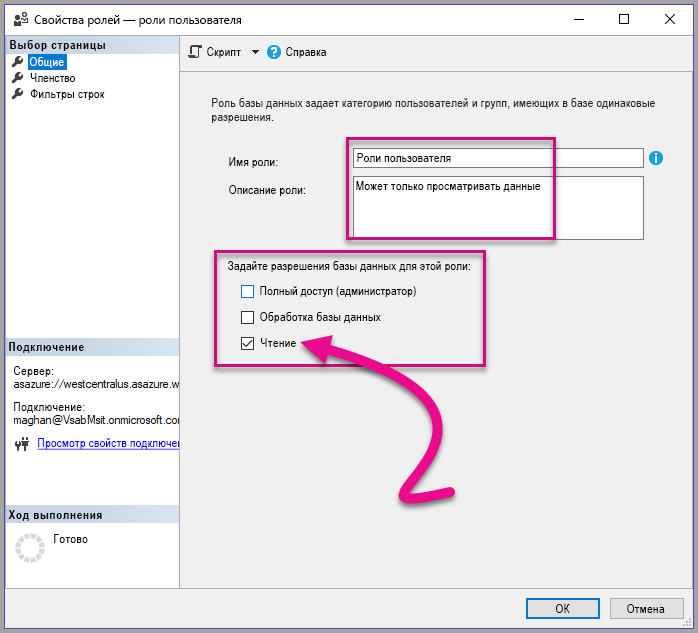 Свойства ролей — роли пользователя
Выбор страницы
Общие
Членство
Фильтры строк
Скрипт
Справка
Роль базы данных задает категорию пользователей и групп, имеющих в базе одинаковые
разрешения.
Имя роли:
Роли пользователя
Описание роли:
Может только просматривать данные
Задайте разрешения базы данных для этой роли:
Полный доступ (администратор)
Обработка базы данных
Чтение
Подключение
Сервер:
asazure://westcentralus.asazure.w
Подключение:
maghan@VsabMsit.onmicrosoft.co
Просмотр свойств подключен
Ход выполнения
Готово
ОК
Отмена